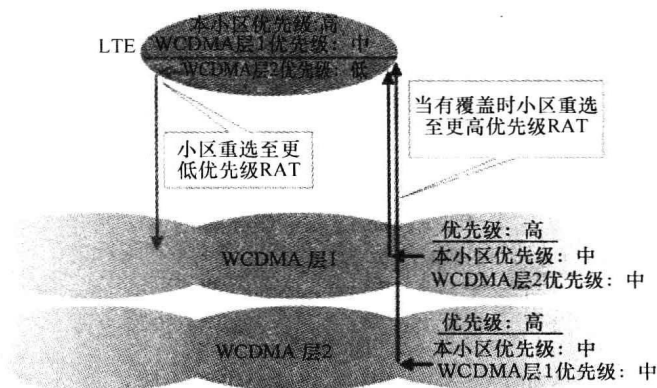 本小区优先级:高
LTE
WCDMA层1优先级：中
WCDMA层2优先级：低
当有覆盖时小区重选
至更高优先级RAT
小区重选至更
低优先级RAT
优先级：高
WCDMA 层1
本小区优先级：中
WCDMA层2优先级：中
优先级：高
WCDMA 层2
本小区优先级：中
WCDMA层1优先级：中